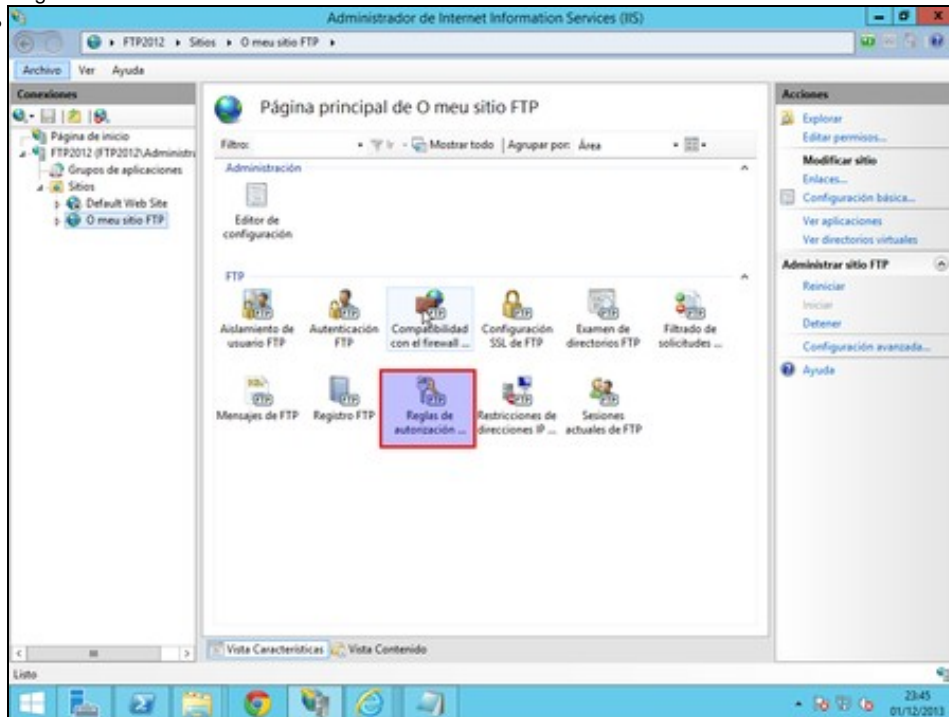 Administrador de Internet Information Services (IIS)
FTP2012 Sitios O meu sitio FTP
Archivo Ver Ayuda
Conexiones
Página de inicio
FTP2012 (FTP2012\Administr
Grupos de aplicaciones
Sitios
Default Web Site
O meu sitio FTP
Página principal de O meu sitio FTP
Filtro: Ir Mostrar todo Agrupar por: Área
Administración
Editor de
configuración
FTP
Aislamiento de
usuario FTP
Autenticación
FTP
Compatibilidad
con el firewall ...
Configuración
SSL de FTP
Examen de
directorios FTP
Filtrado de
solicitudes ...
Mensajes de FTP
Registro FTP
Reglas de
autorización ...
Restricciones de
direcciones IP ...
Sesiones
actuales de FTP
Vista Características Vista Contenido
Acciones
Explorar
Editar permisos...
Modificar sitio
Enlaces...
Configuración básica...
Ver aplicaciones
Ver directorios virtuales
Administrar sitio FTP
Reiniciar
Iniciar
Detener
Configuración avanzada...
Ayuda
Listo
23:45
01/12/2013